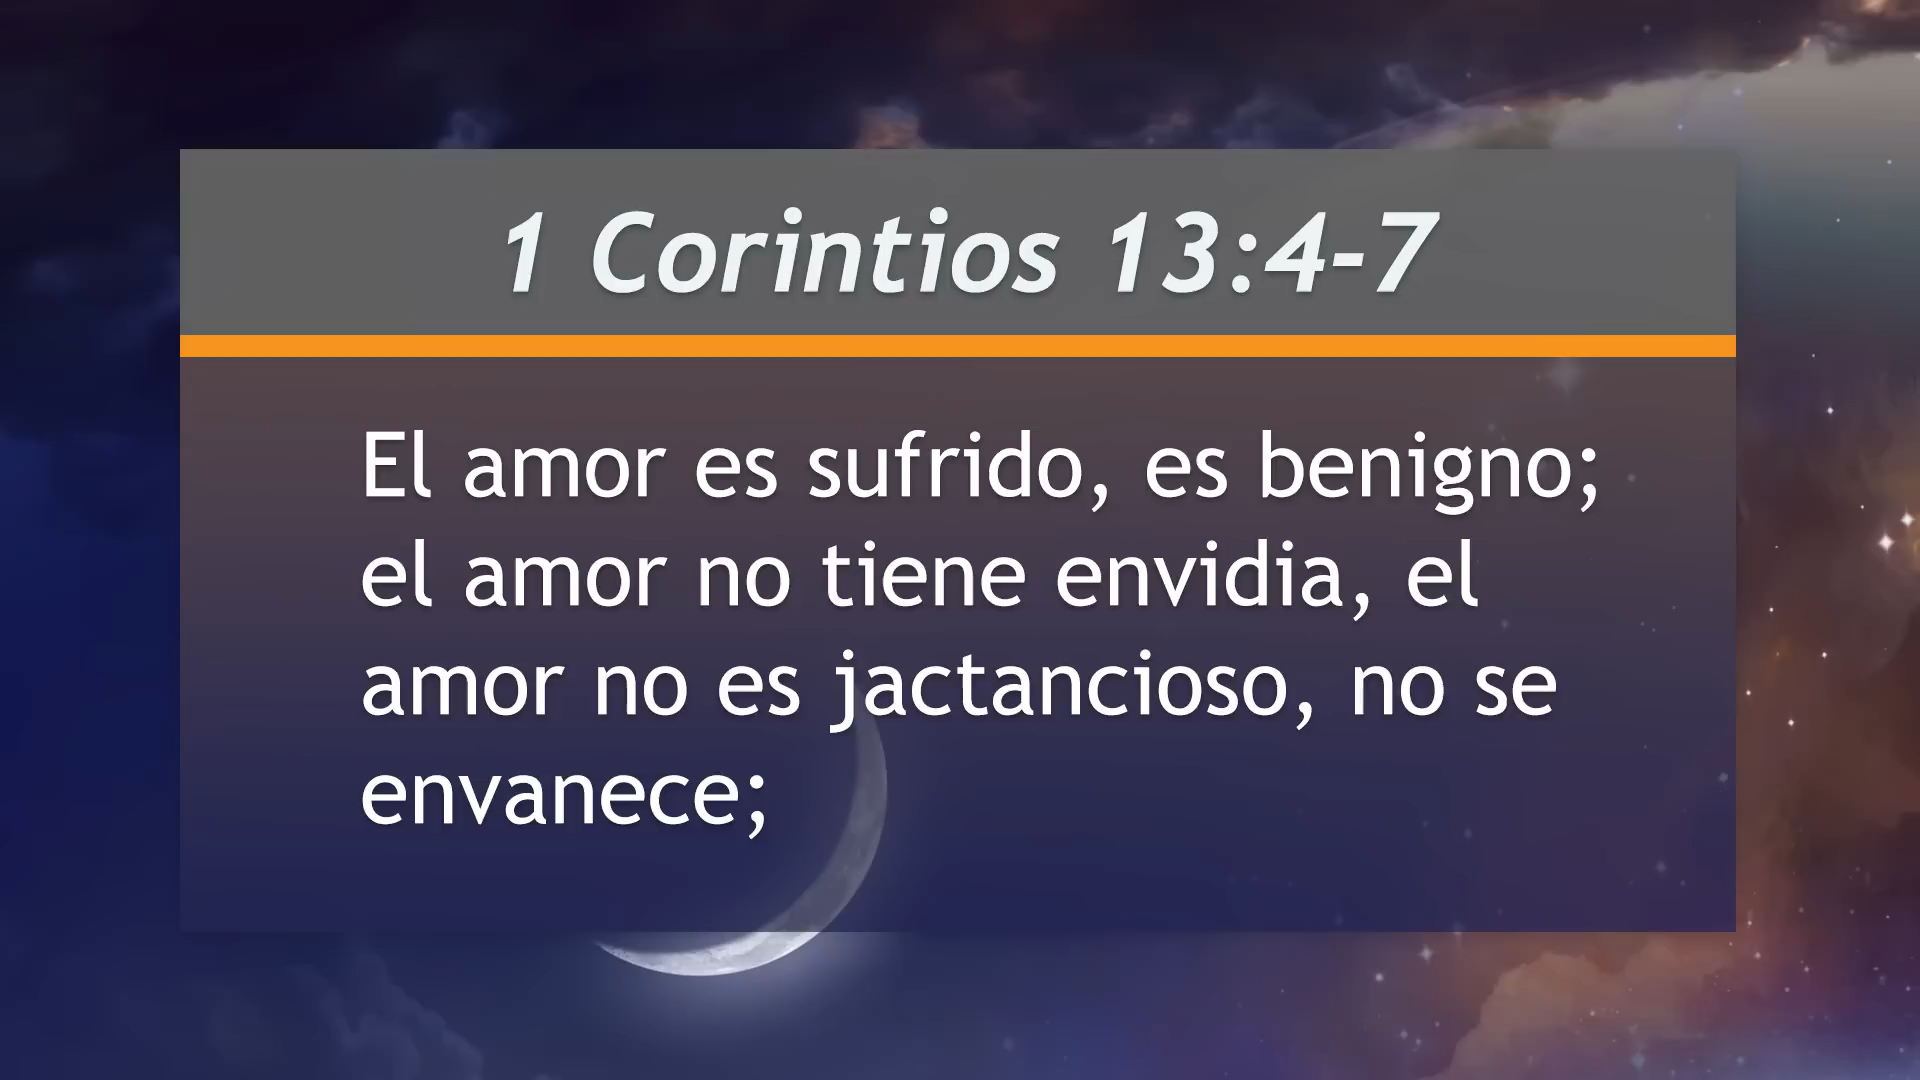 1 Corintios 13:4-7
El amor es sufrido, es benigno;
el amor no tiene envidia, el
amor no es jactancioso, no se
envanece;